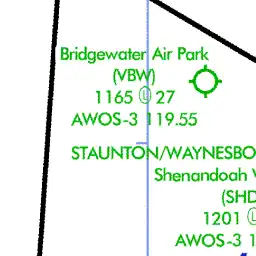 Bridgewater Air Park
(VBW)
1165 Ⓛ 27
AWOS-3 119.55
STAUNTON/WAYNESBO
Shenandoah V
(SHD
1201 Ⓛ
AWOS-3 1